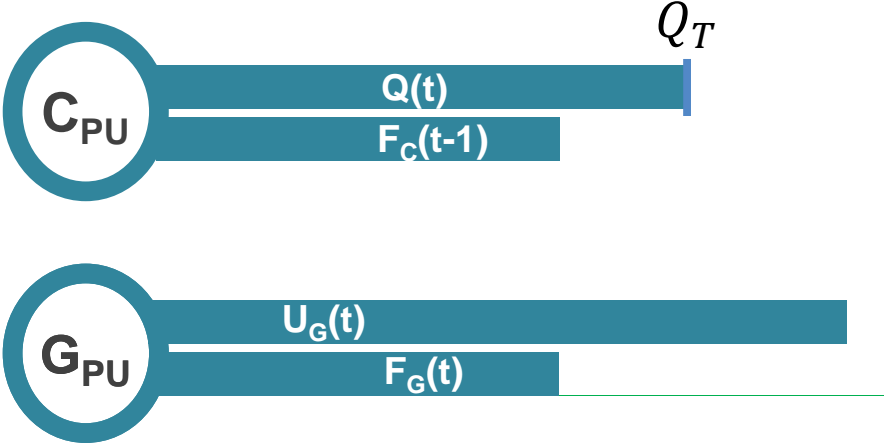 Q_T
Q(t)
C_PU
F_C(t-1)
U_G(t)
G_PU
F_G(t)